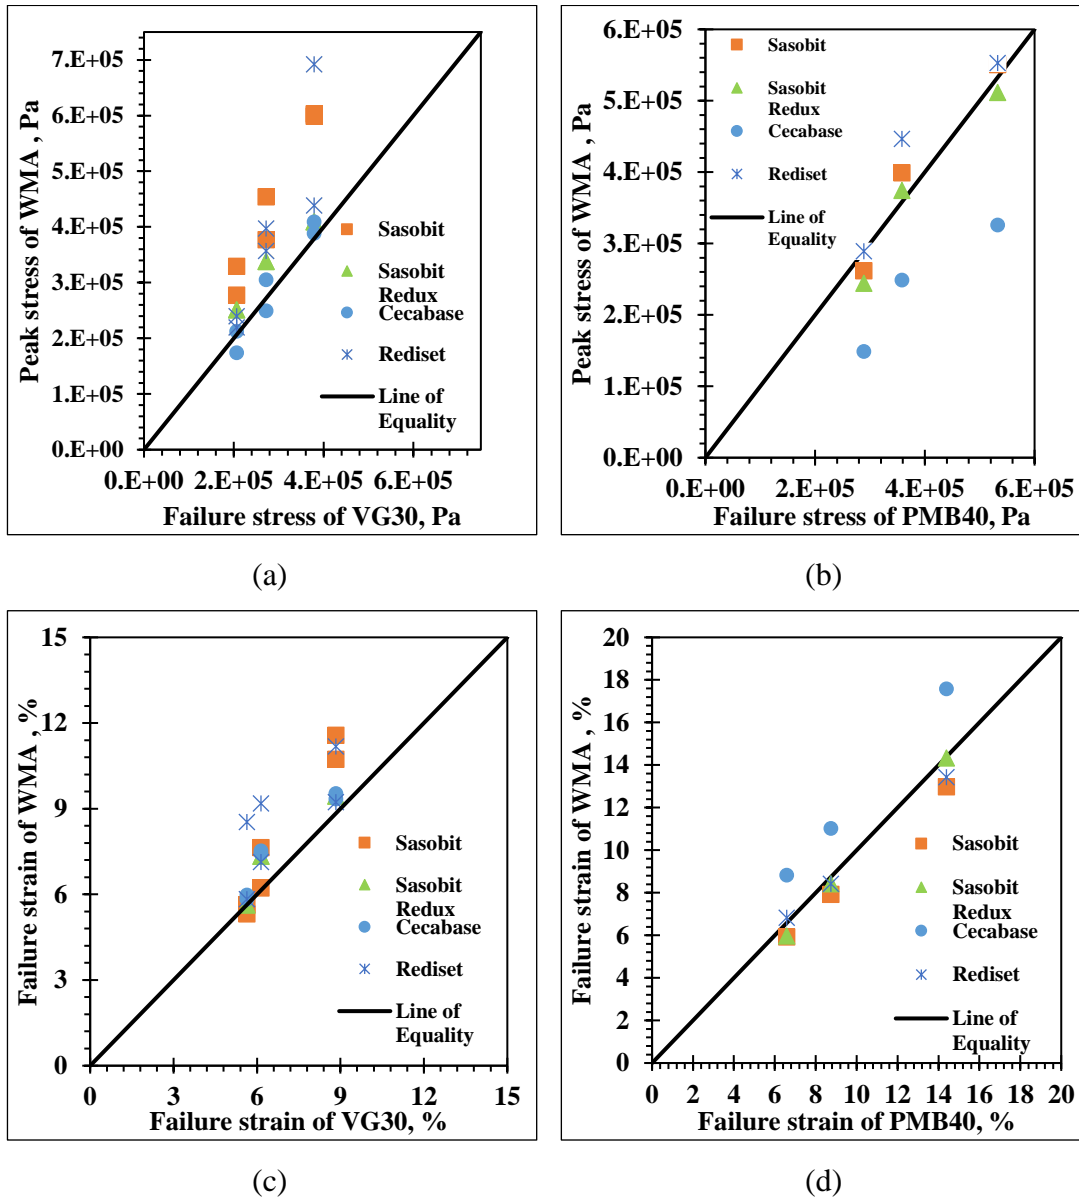 Peak stress of WMA , Pa
7.E+05
6.E+05
5.E+05
4.E+05
3.E+05
2.E+05
1.E+05
0.E+00
0.E+00 2.E+05 4.E+05 6.E+05
Failure stress of VG30, Pa
Sasobit
Sasobit
Redux
Cecabase
Rediset
Line of
Equality
(a)
Peak stress of WMA , Pa
6.E+05
5.E+05
4.E+05
3.E+05
2.E+05
1.E+05
0.E+00
0.E+00 2.E+05 4.E+05 6.E+05
Failure stress of PMB40, Pa
Sasobit
Sasobit
Redux
Cecabase
Rediset
Line of
Equality
(b)
Failure strain of WMA , %
15
12
9
6
3
0
0 3 6 9 12 15
Failure strain of VG30, %
Sasobit
Sasobit
Redux
Cecabase
Rediset
Line of
Equality
(c)
Failure strain of WMA , %
20
18
16
14
12
10
8
6
4
2
0
0 2 4 6 8 10 12 14 16 18 20
Failure strain of PMB40, %
Sasobit
Sasobit
Redux
Cecabase
Rediset
Line of
Equality
(d)